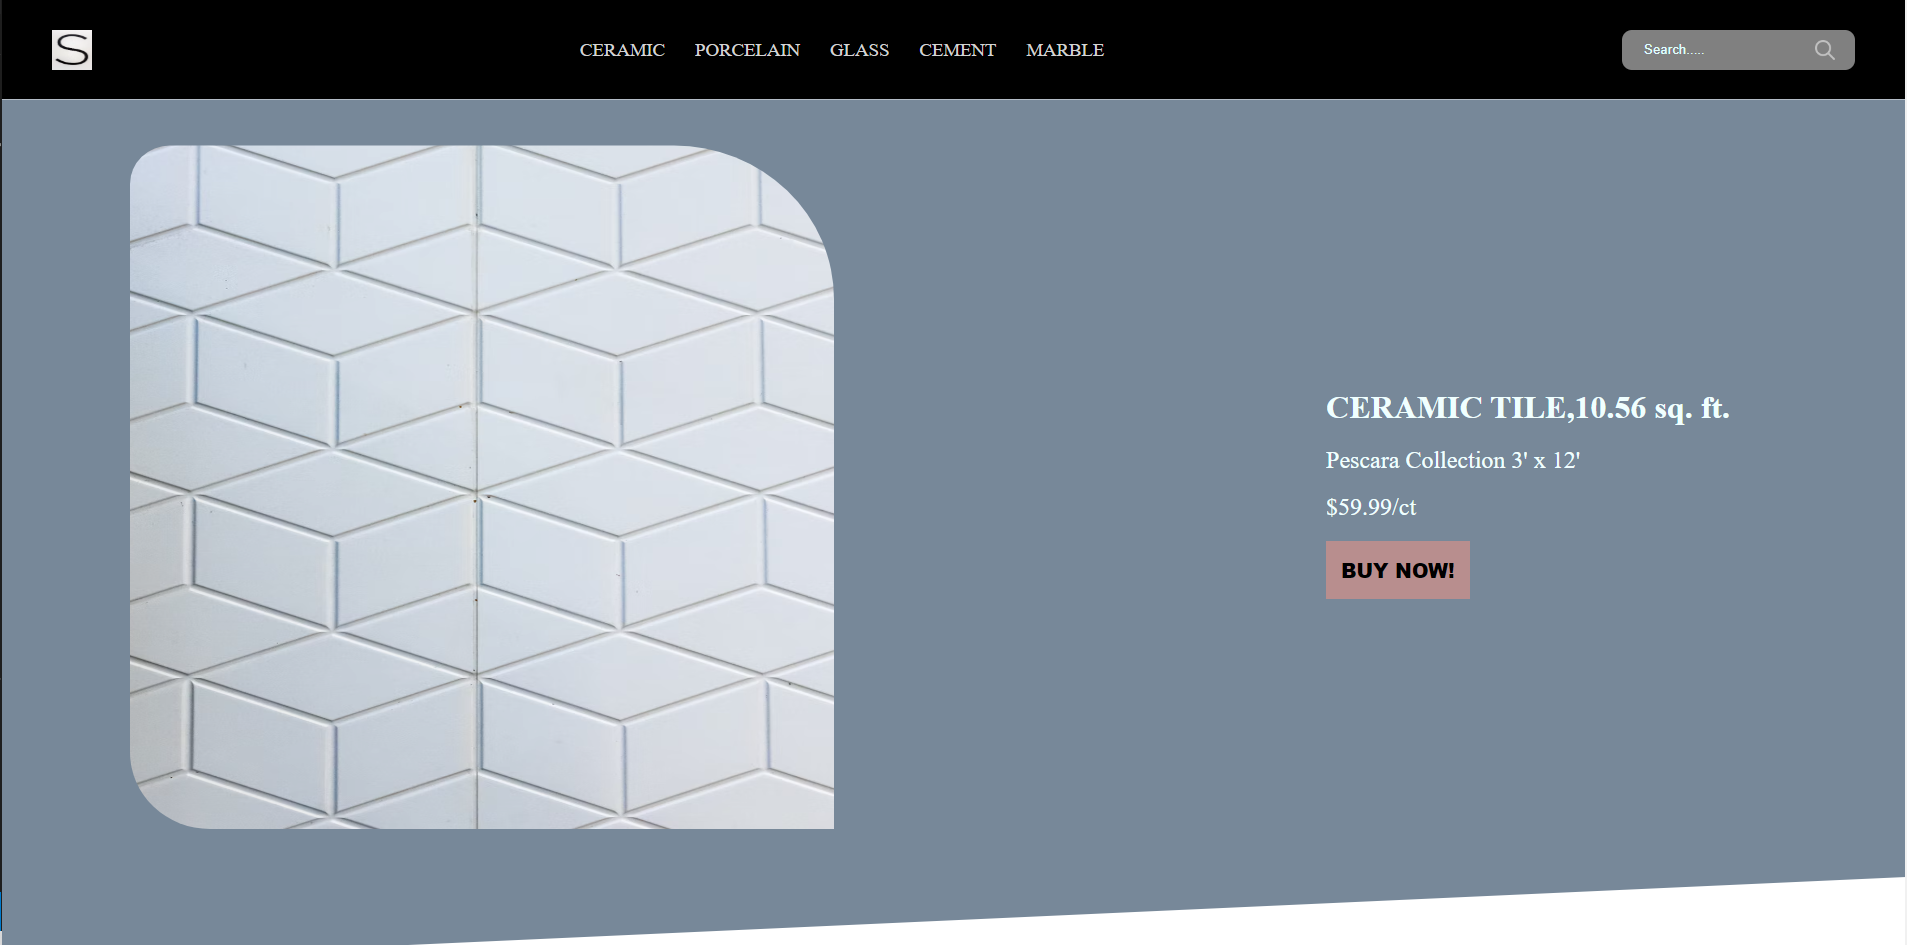 S
CERAMIC PORCELAIN GLASS CEMENT MARBLE
Search.....
CERAMIC TILE,10.56 sq. ft.
Pescara Collection 3' x 12'
$59.99/ct
BUY NOW!